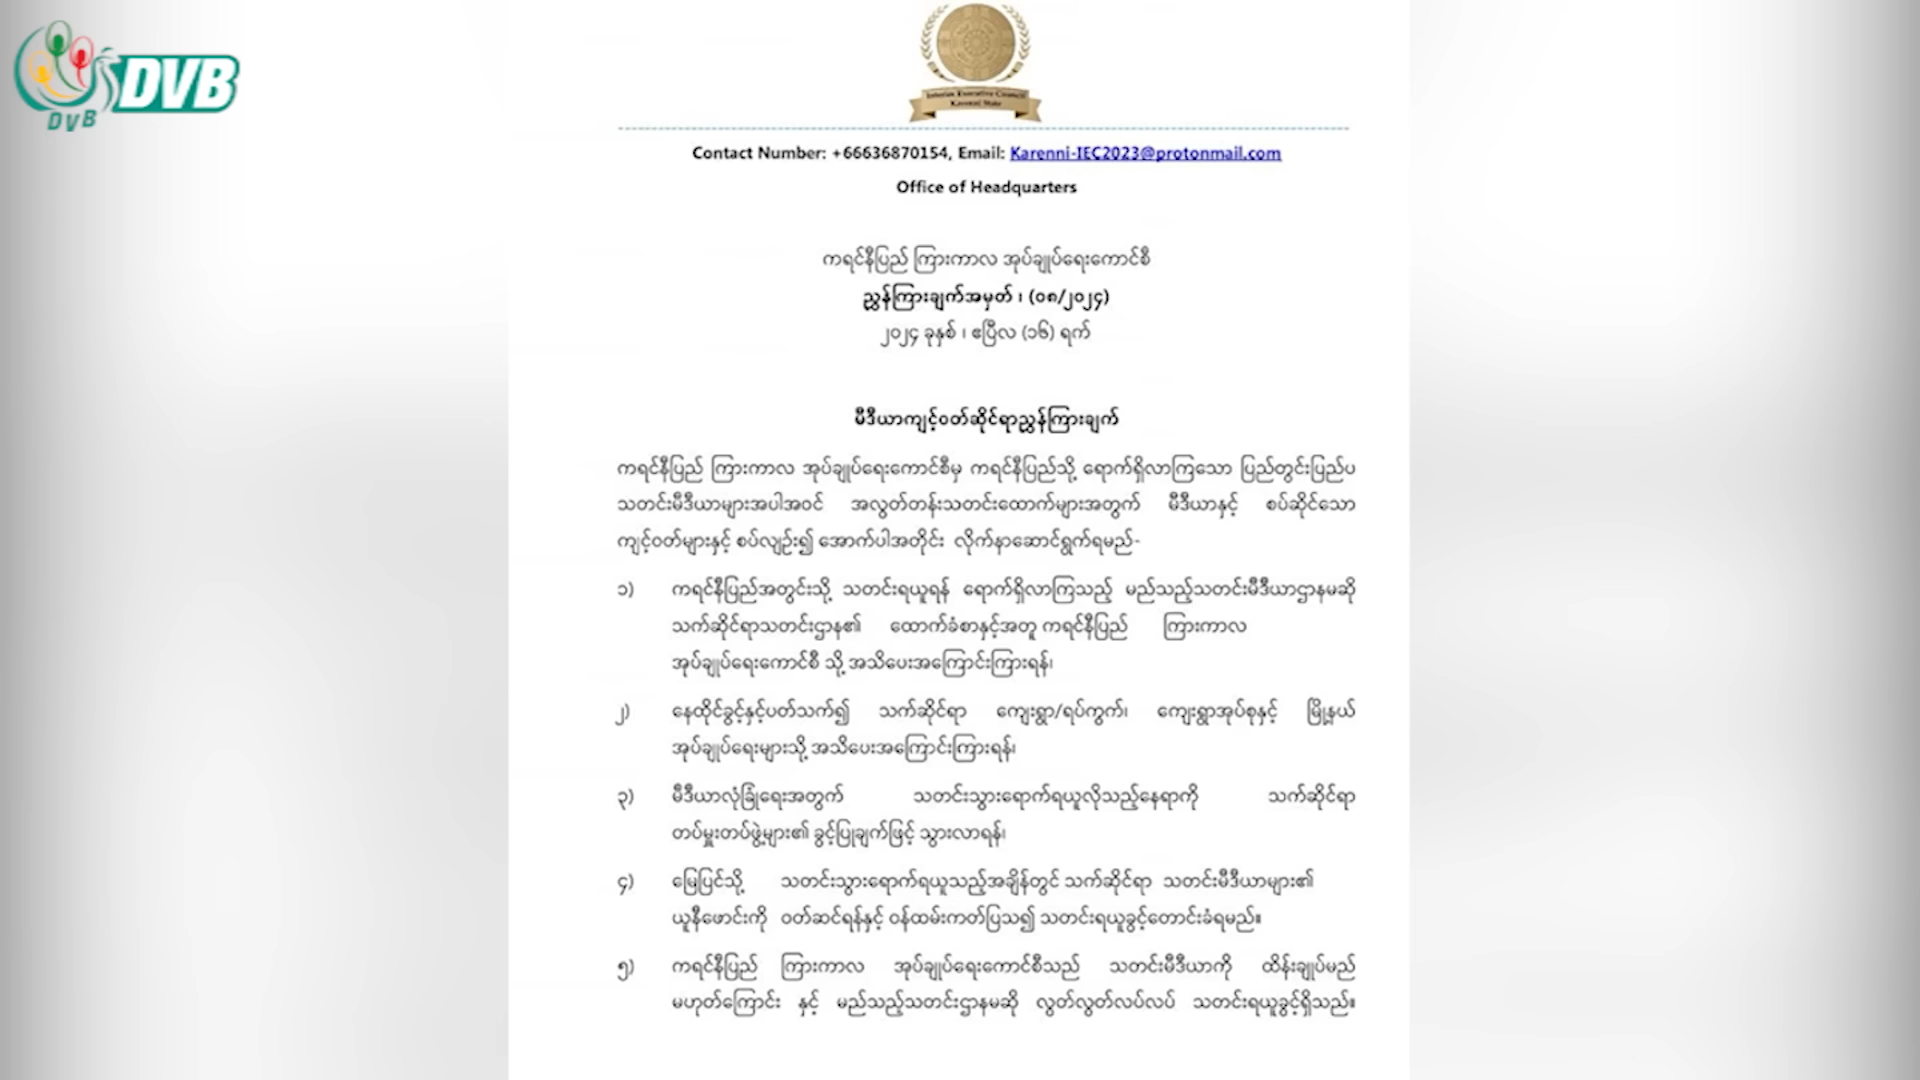 DVB
DVB
Interim Executive Council
Karenni State
Contact Number: +66636870154, Email: Karenni-IEC2023@protonmail.com
Office of Headquarters
ကရင်နီပြည် ကြားကာလ အုပ်ချုပ်ရေးကောင်စီ
ညွှန်ကြားချက်အမှတ် ၊ (၀၈/၂၀၂၄)
၂၀၂၄ ခုနှစ် ၊ ဧပြီလ (၁၆) ရက်
မီဒီယာကျင့်ဝတ်ဆိုင်ရာညွှန်ကြားချက်
ကရင်နီပြည် ကြားကာလ အုပ်ချုပ်ရေးကောင်စီမှ ကရင်နီပြည်သို့ ရောက်ရှိလာကြသော ပြည်တွင်းပြည်ပ
သတင်းမီဒီယာများအပါအဝင် အလွတ်တန်းသတင်းထောက်များအတွက် မီဒီယာနှင့် စပ်ဆိုင်သော
ကျင့်ဝတ်များနှင့် စပ်လျဉ်း၍ အောက်ပါအတိုင်း လိုက်နာဆောင်ရွက်ရမည်-
၁) ကရင်နီပြည်အတွင်းသို့ သတင်းရယူရန် ရောက်ရှိလာကြသည့် မည်သည့်သတင်းမီဒီယာဌာနမဆို
သက်ဆိုင်ရာသတင်းဌာန၏ ထောက်ခံစာနှင့်အတူ ကရင်နီပြည် ကြားကာလ
အုပ်ချုပ်ရေးကောင်စီ သို့ အသိပေးအကြောင်းကြားရန်၊
၂) နေထိုင်ခွင့်နှင့်ပတ်သက်၍ သက်ဆိုင်ရာ ကျေးရွာ/ရပ်ကွက်၊ ကျေးရွာအုပ်စုနှင့် မြို့နယ်
အုပ်ချုပ်ရေးများသို့ အသိပေးအကြောင်းကြားရန်၊
၃) မီဒီယာလုံခြုံရေးအတွက် သတင်းသွားရောက်ရယူလိုသည့်နေရာကို သက်ဆိုင်ရာ
တပ်မှူးတပ်ဖွဲ့များ၏ ခွင့်ပြုချက်ဖြင့် သွားလာရန်၊
၄) မြေပြင်သို့ သတင်းသွားရောက်ရယူသည့်အချိန်တွင် သက်ဆိုင်ရာ သတင်းမီဒီယာများ၏
ယူနီဖောင်းကို ဝတ်ဆင်ရန်နှင့် ဝန်ထမ်းကတ်ပြသ၍ သတင်းရယူခွင့်တောင်းခံရမည်။
၅) ကရင်နီပြည် ကြားကာလ အုပ်ချုပ်ရေးကောင်စီသည် သတင်းမီဒီယာကို ထိန်းချုပ်မည်
မဟုတ်ကြောင်း နှင့် မည်သည့်သတင်းဌာနမဆို လွတ်လွတ်လပ်လပ် သတင်းရယူခွင့်ရှိသည်။